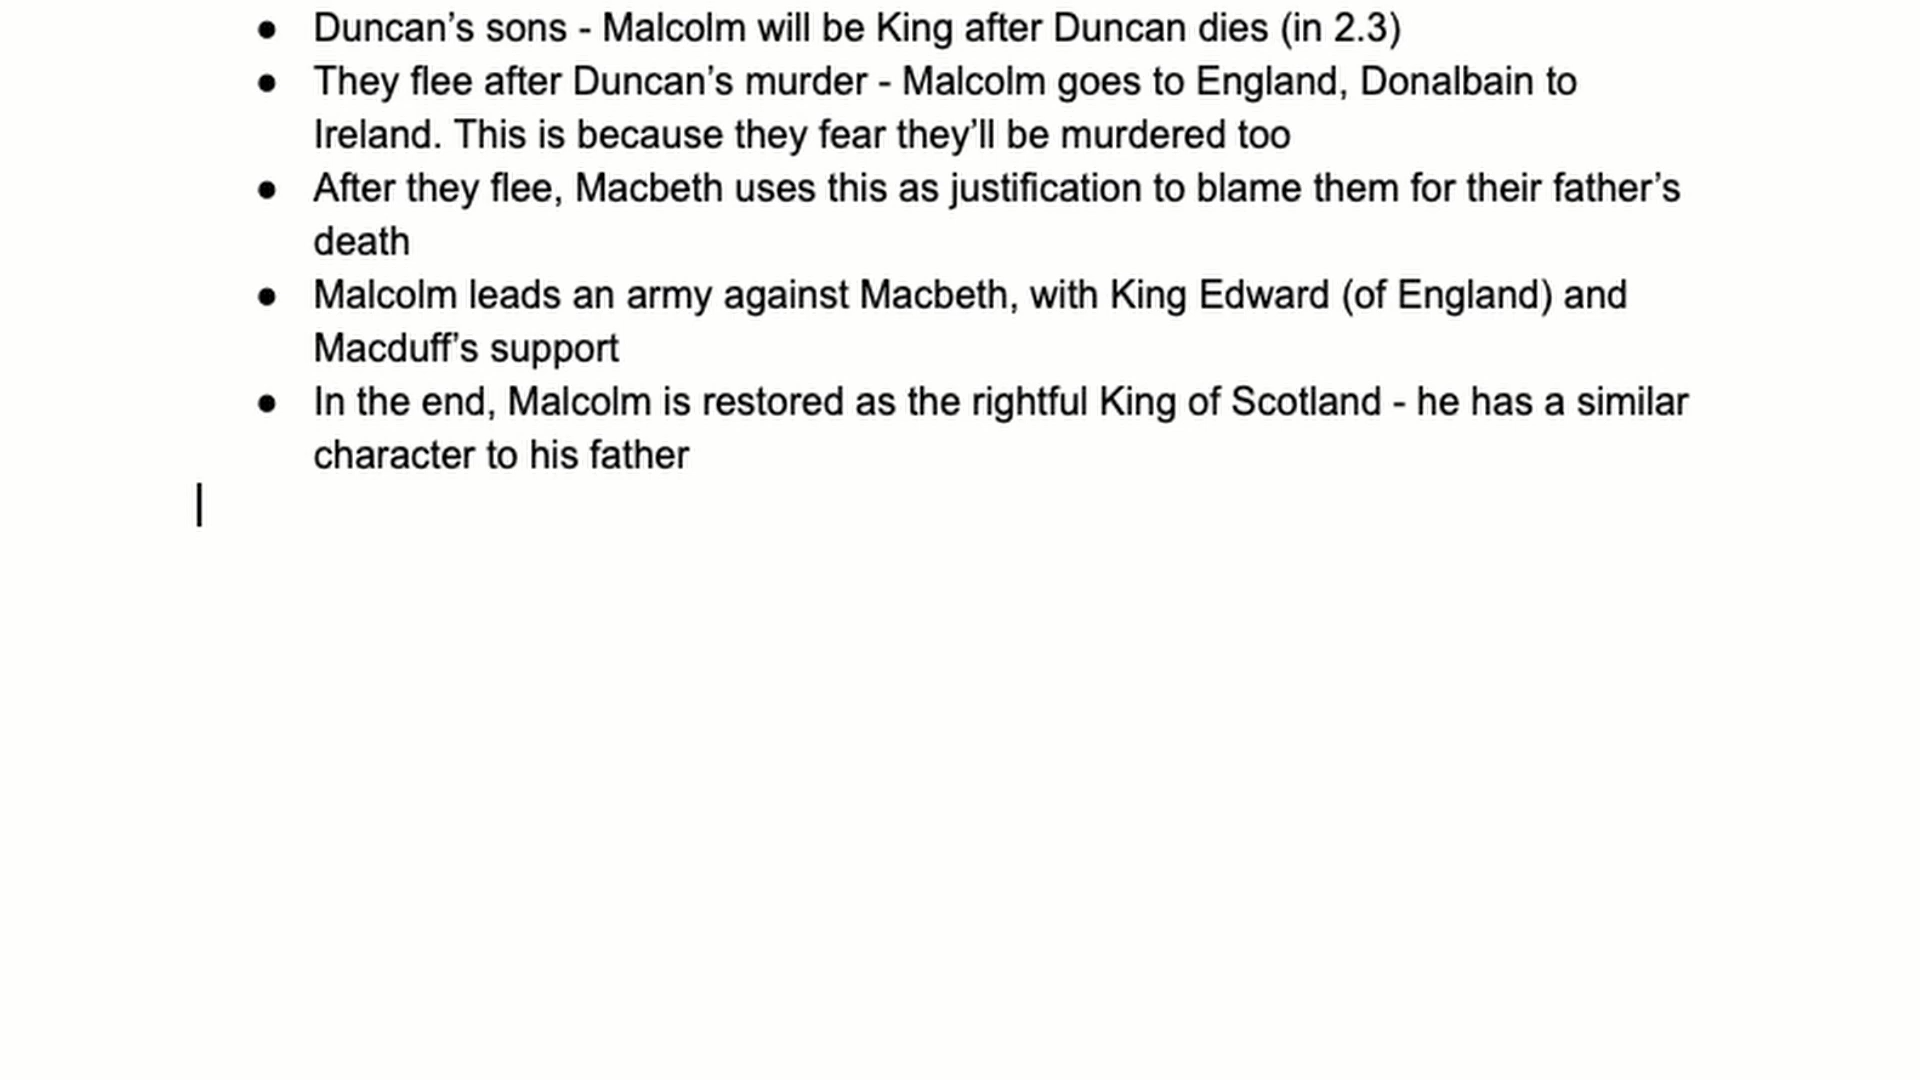 ● Duncan’s sons - Malcolm will be King after Duncan dies (in 2.3)
● They flee after Duncan’s murder - Malcolm goes to England, Donalbain to
Ireland. This is because they fear they’ll be murdered too
● After they flee, Macbeth uses this as justification to blame them for their father’s
death
● Malcolm leads an army against Macbeth, with King Edward (of England) and
Macduff’s support
● In the end, Malcolm is restored as the rightful King of Scotland - he has a similar
character to his father